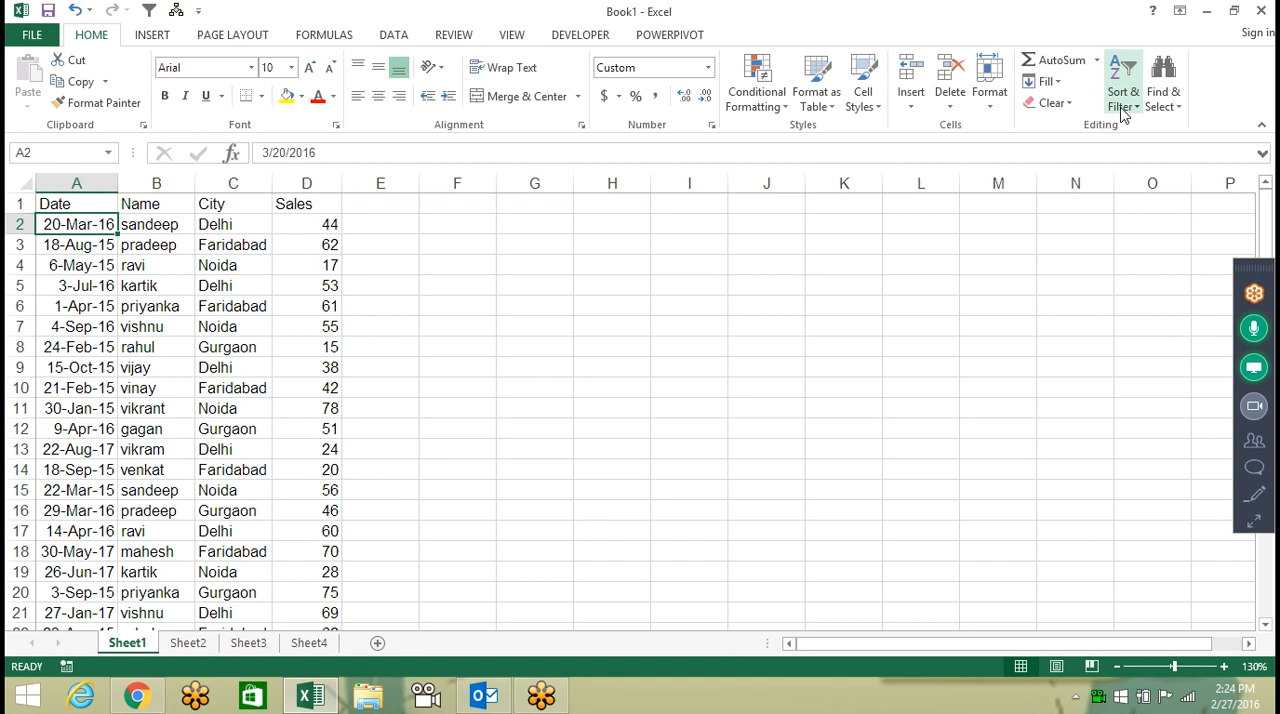 Book1 - Excel
Sign in
FILE HOME INSERT PAGE LAYOUT FORMULAS DATA REVIEW VIEW DEVELOPER POWERPIVOT
Paste
Cut
Copy
Format Painter
Clipboard
Arial 10
B I U
Font
Wrap Text
Merge & Center
Alignment
Custom
$ % ,
Number
Conditional Formatting
Format as Table
Cell Styles
Styles
Insert
Delete
Format
Cells
AutoSum
Fill
Clear
Sort & Filter
Find & Select
Editing
A2 fx 3/20/2016
A B C D E F G H I J K L M N O P
1 Date Name City Sales
2 20-Mar-16 sandeep Delhi 44
3 18-Aug-15 pradeep Faridabad 62
4 6-May-15 ravi Noida 17
5 3-Jul-16 kartik Delhi 53
6 1-Apr-15 priyanka Faridabad 61
7 4-Sep-16 vishnu Noida 55
8 24-Feb-15 rahul Gurgaon 15
9 15-Oct-15 vijay Delhi 38
10 21-Feb-15 vinay Faridabad 42
11 30-Jan-15 vikrant Noida 78
12 9-Apr-16 gagan Gurgaon 51
13 22-Aug-17 vikram Delhi 24
14 18-Sep-15 venkat Faridabad 20
15 22-Mar-15 sandeep Noida 56
16 29-Mar-16 pradeep Gurgaon 46
17 14-Apr-16 ravi Delhi 60
18 30-May-17 mahesh Faridabad 70
19 26-Jun-17 kartik Noida 28
20 3-Sep-15 priyanka Gurgaon 75
21 27-Jan-17 vishnu Delhi 69
Sheet1 Sheet2 Sheet3 Sheet4
READY
130%
2:24 PM
2/27/2016